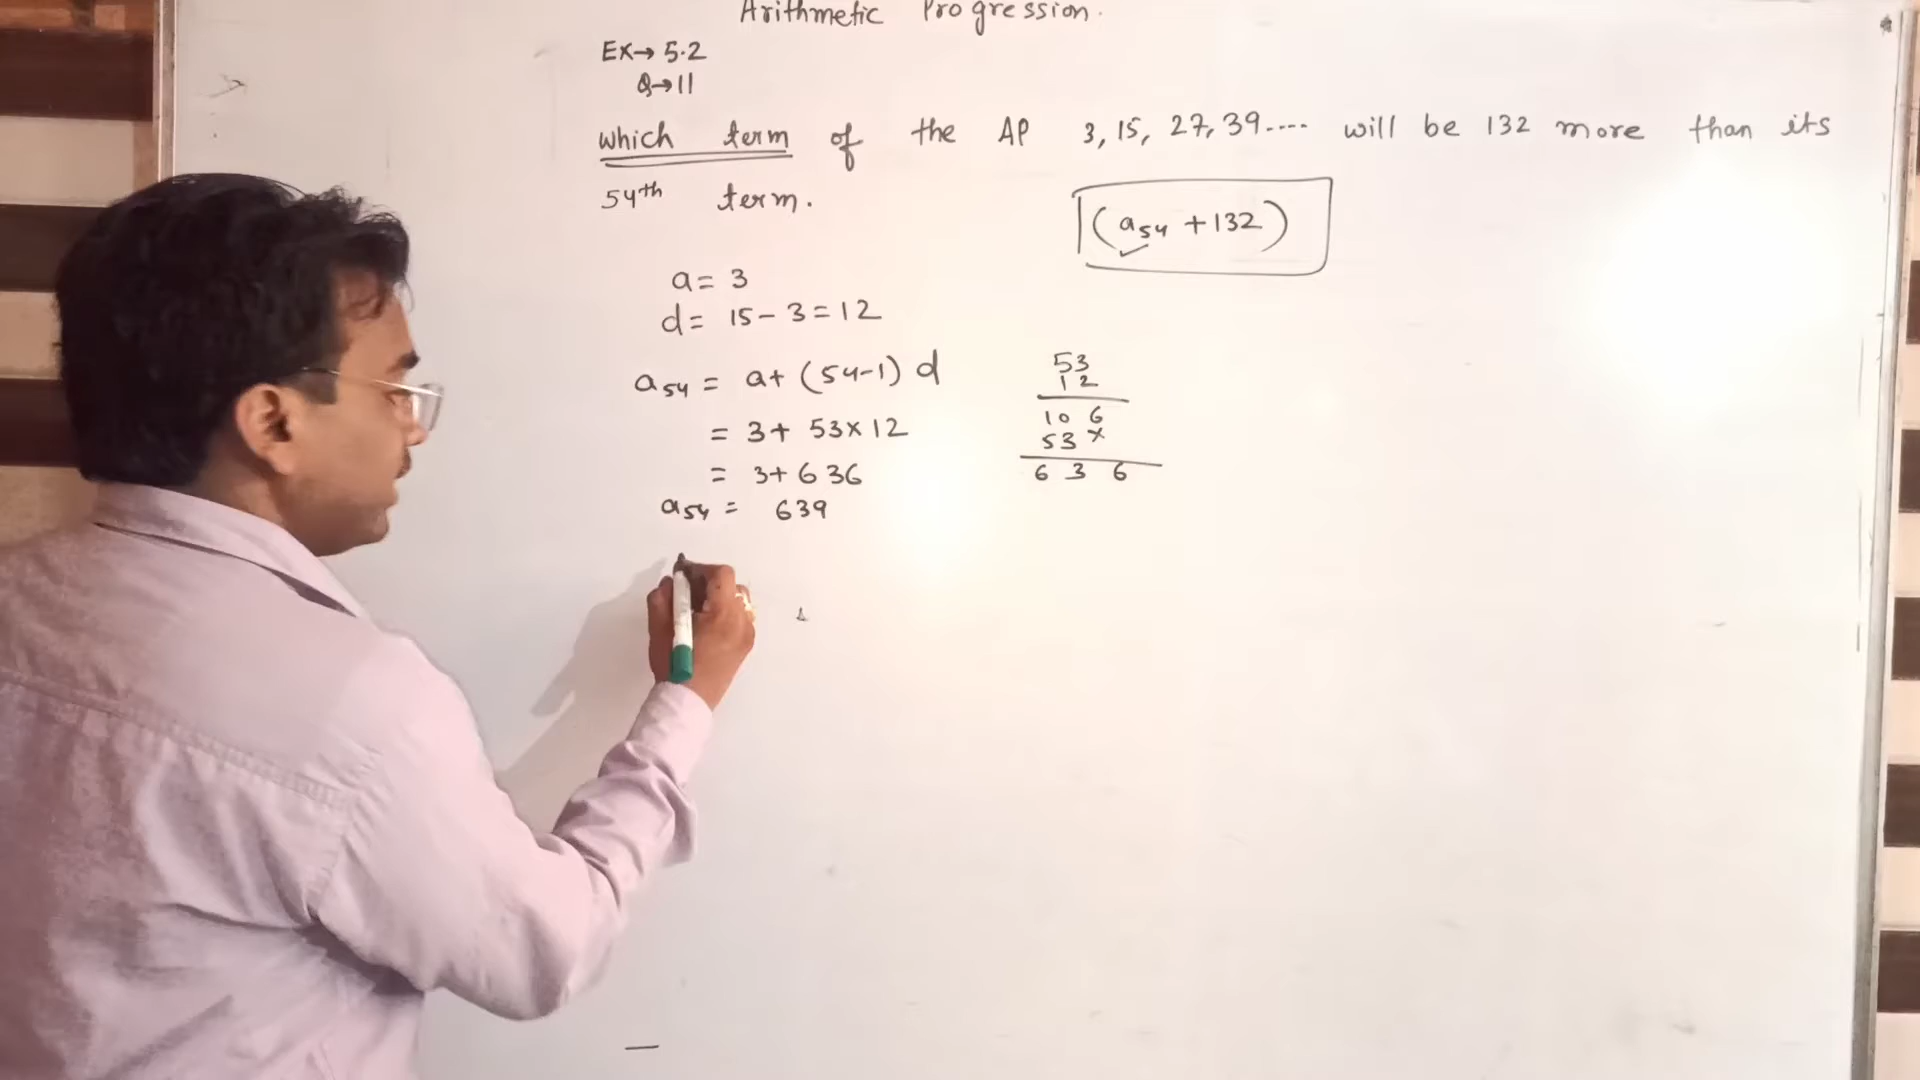 Arithmetic Progression.
Ex→ 5.2
Q→11
which term of the AP 3, 15, 27, 39.... will be 132 more than its
54th term.
(a54 + 132)
a = 3
d = 15 - 3 = 12
a54 = a + (54-1) d
= 3 + 53 x 12
= 3 + 636
a54 = 639
53
12
10 6
53 x
6 3 6